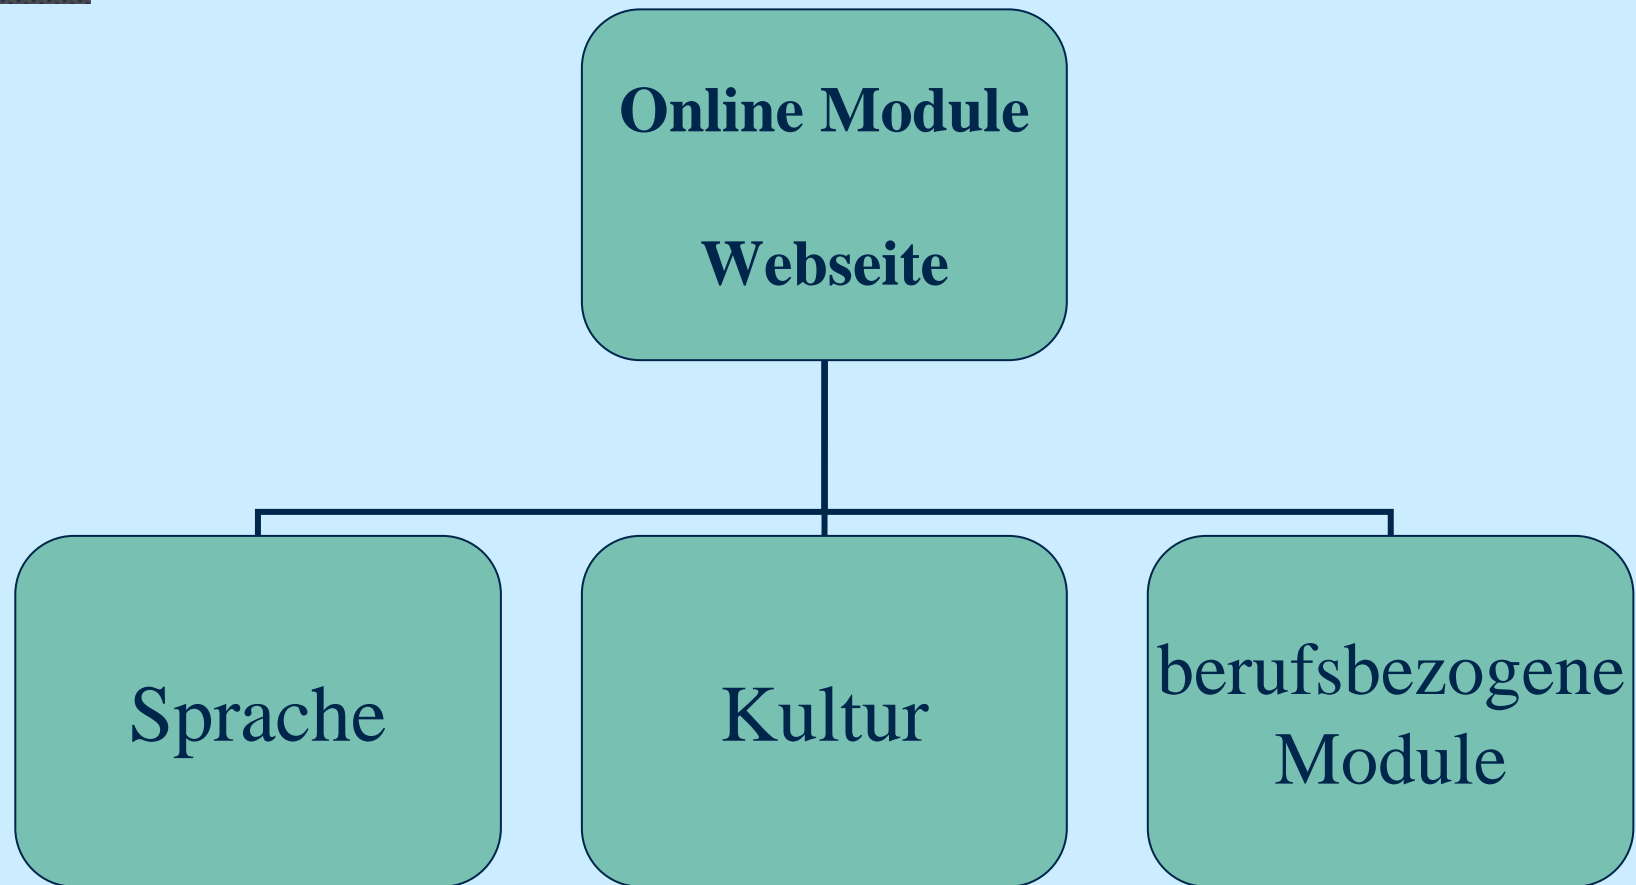 Online Module
Webseite
Sprache
Kultur
berufsbezogene
Module